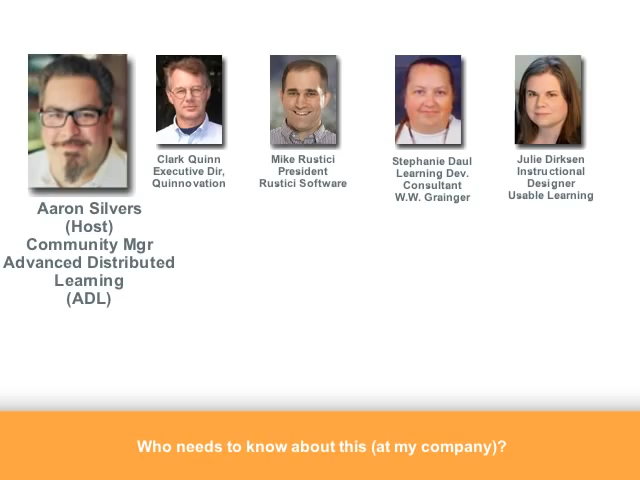 Aaron Silvers
(Host)
Community Mgr
Advanced Distributed
Learning
(ADL)
Clark Quinn
Executive Dir,
Quinnovation
Mike Rustici
President
Rustici Software
Stephanie Daul
Learning Dev.
Consultant
W.W. Grainger
Julie Dirksen
Instructional
Designer
Usable Learning
Who needs to know about this (at my company)?